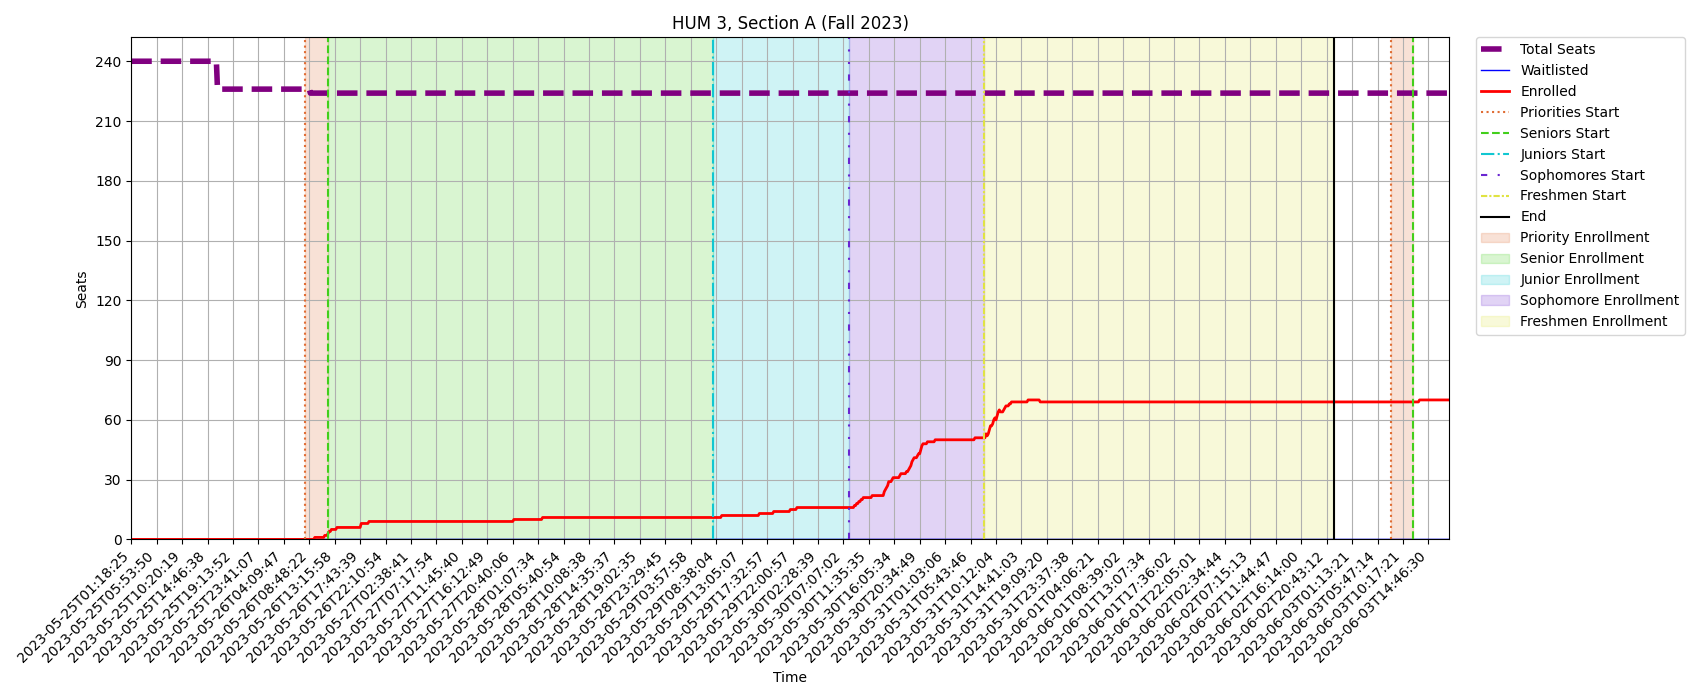 HUM 3, Section A (Fall 2023)
Seats
240
210
180
150
120
90
60
30
0
2023-05-25T01:18:25
2023-05-25T05:53:50
2023-05-25T10:20:19
2023-05-25T14:46:38
2023-05-25T19:13:52
2023-05-25T23:41:07
2023-05-26T04:09:47
2023-05-26T08:48:22
2023-05-26T13:15:58
2023-05-26T17:43:39
2023-05-26T22:10:54
2023-05-27T02:38:41
2023-05-27T07:17:54
2023-05-27T11:45:40
2023-05-27T16:12:49
2023-05-27T20:40:06
2023-05-28T01:07:34
2023-05-28T05:40:54
2023-05-28T10:08:38
2023-05-28T14:35:37
2023-05-28T19:02:35
2023-05-28T23:29:45
2023-05-29T03:57:58
2023-05-29T08:38:04
2023-05-29T13:05:07
2023-05-29T17:32:57
2023-05-29T22:00:57
2023-05-30T02:28:39
2023-05-30T07:07:02
2023-05-30T11:35:35
2023-05-30T16:05:34
2023-05-30T20:34:49
2023-05-31T01:03:06
2023-05-31T05:43:46
2023-05-31T10:12:04
2023-05-31T14:41:03
2023-05-31T19:09:20
2023-05-31T23:37:38
2023-06-01T04:06:21
2023-06-01T08:39:02
2023-06-01T13:07:34
2023-06-01T17:36:02
2023-06-01T22:05:01
2023-06-02T02:34:44
2023-06-02T07:15:13
2023-06-02T11:44:47
2023-06-02T16:14:00
2023-06-02T20:43:12
2023-06-03T01:13:21
2023-06-03T05:47:14
2023-06-03T10:17:21
2023-06-03T14:46:30
Time
Total Seats
Waitlisted
Enrolled
Priorities Start
Seniors Start
Juniors Start
Sophomores Start
Freshmen Start
End
Priority Enrollment
Senior Enrollment
Junior Enrollment
Sophomore Enrollment
Freshmen Enrollment